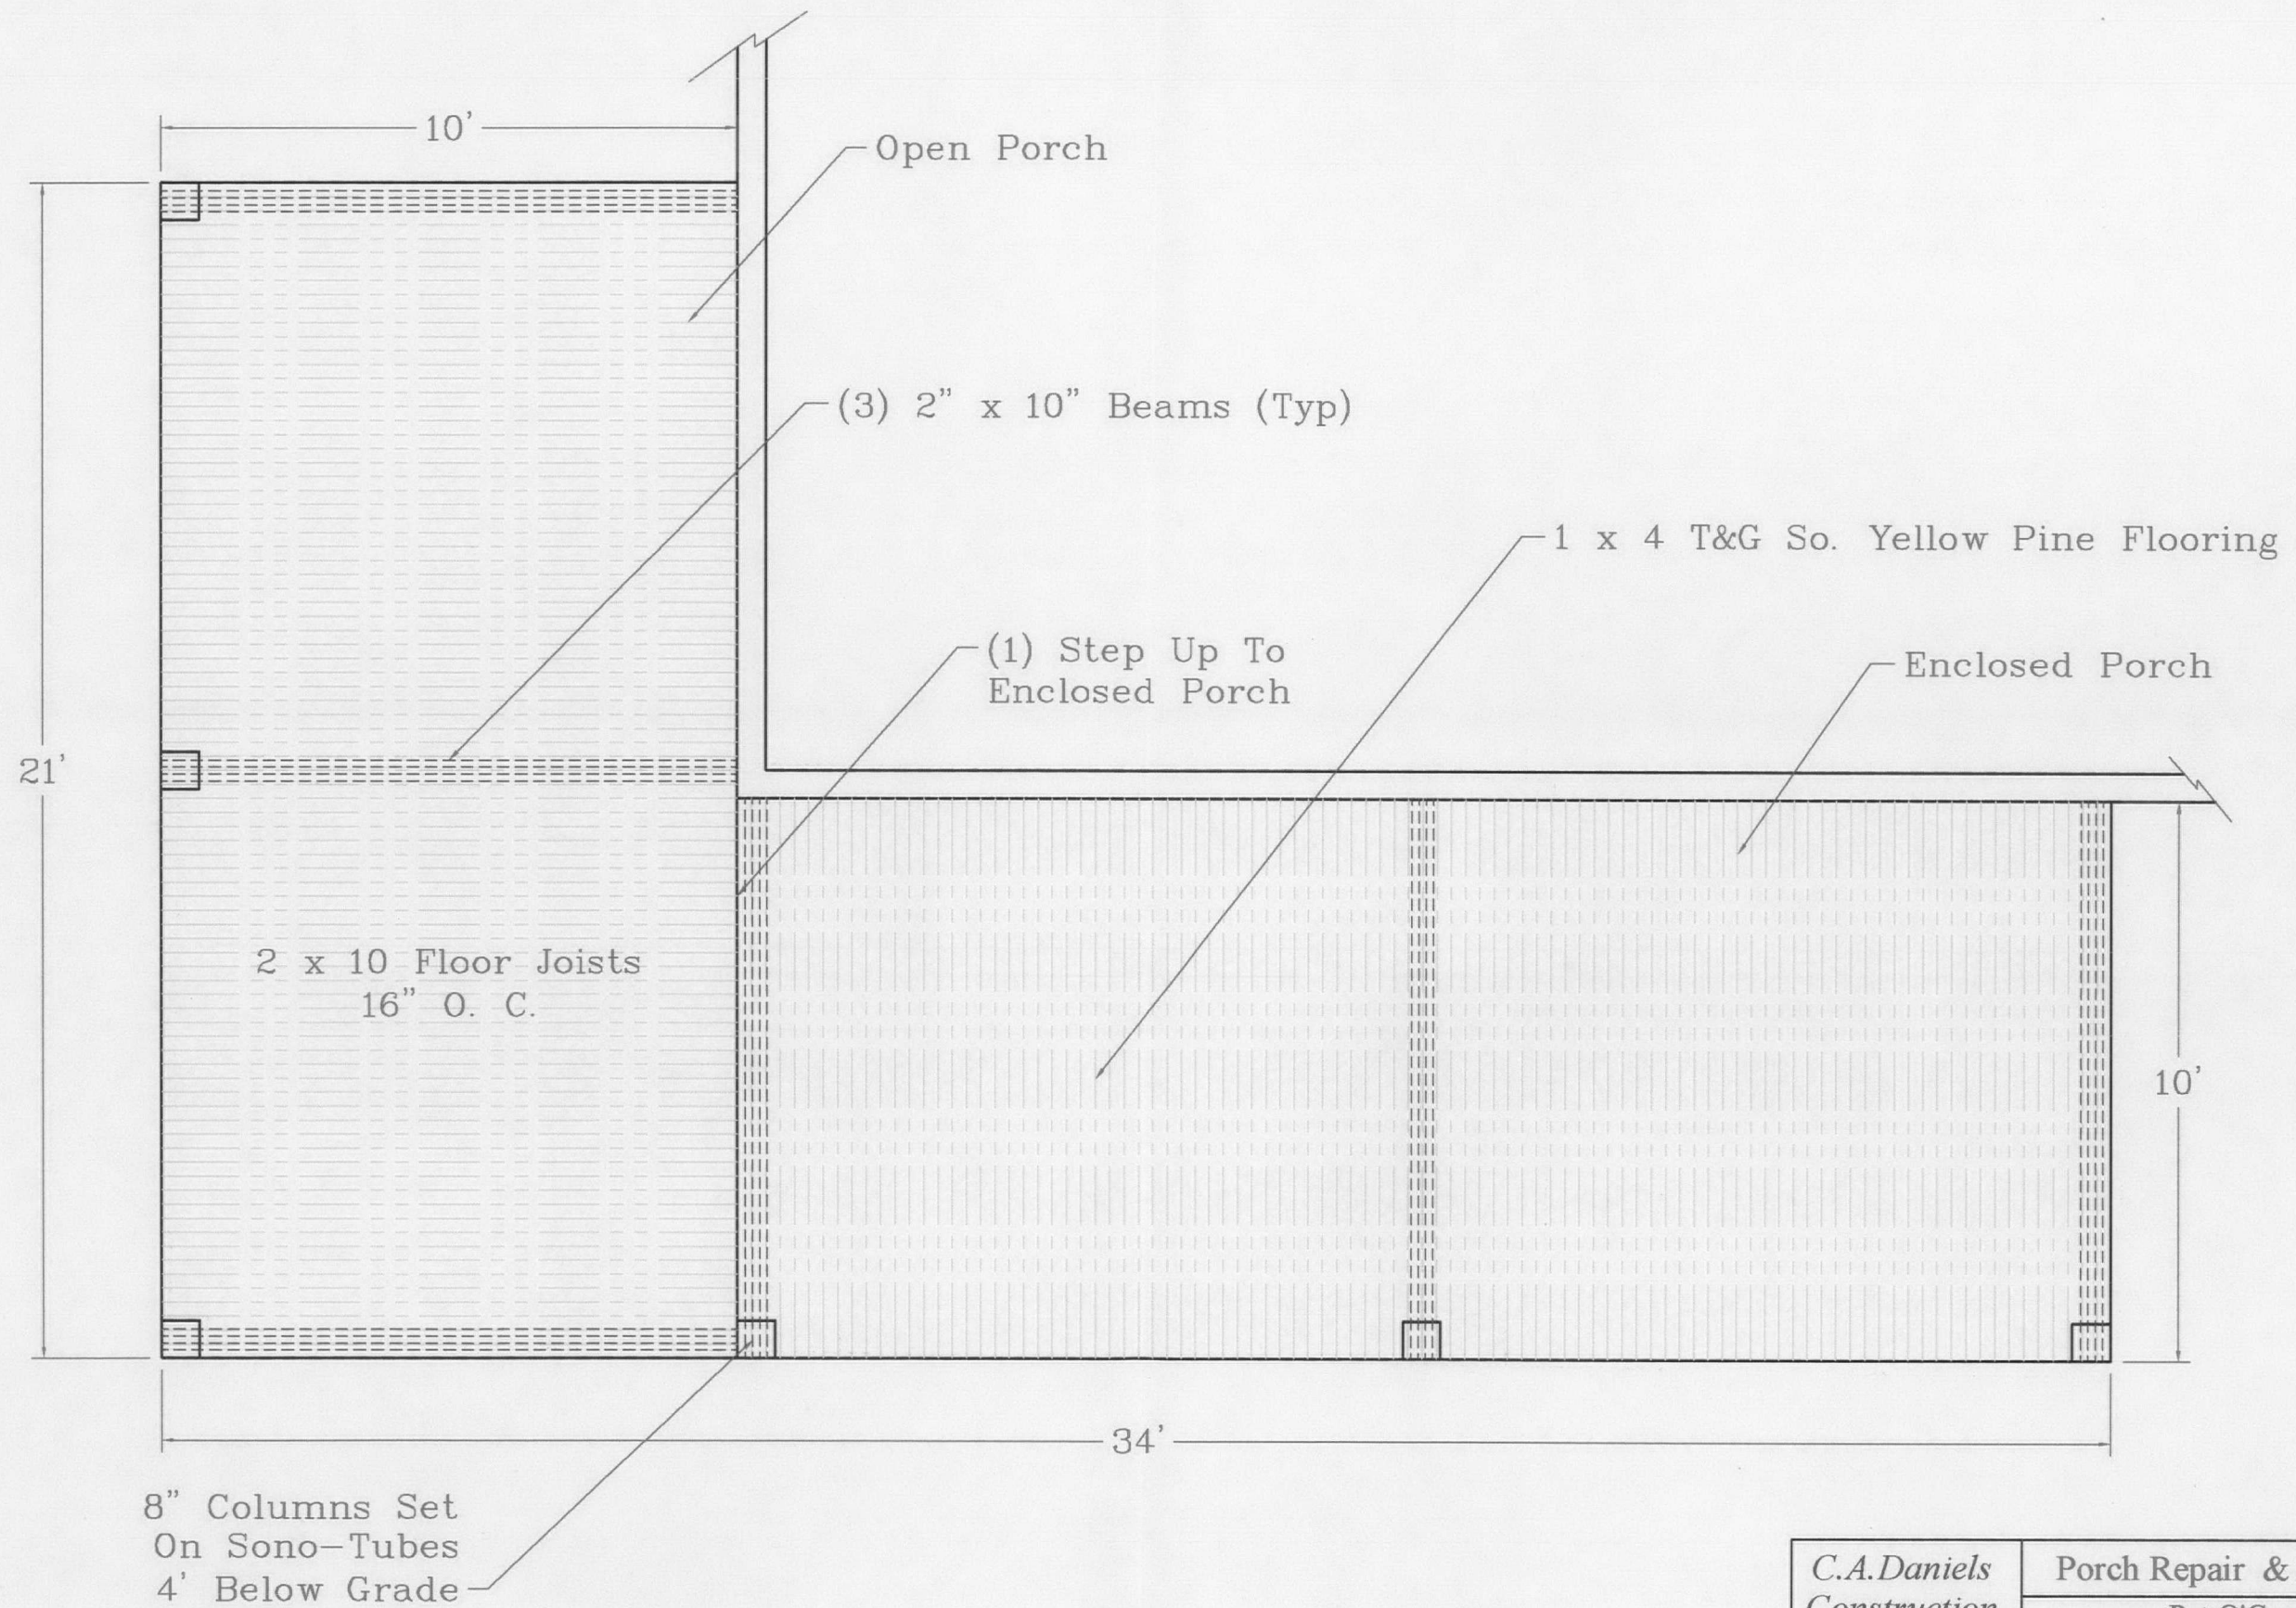 10'
Open Porch
(3) 2" x 10" Beams (Typ)
1 x 4 T&G So. Yellow Pine Flooring
(1) Step Up To
Enclosed Porch
Enclosed Porch
21'
2 x 10 Floor Joists
16" O. C.
10'
34'
8" Columns Set
On Sono-Tubes
4' Below Grade
C.A.Daniels
Construction
Porch Repair &